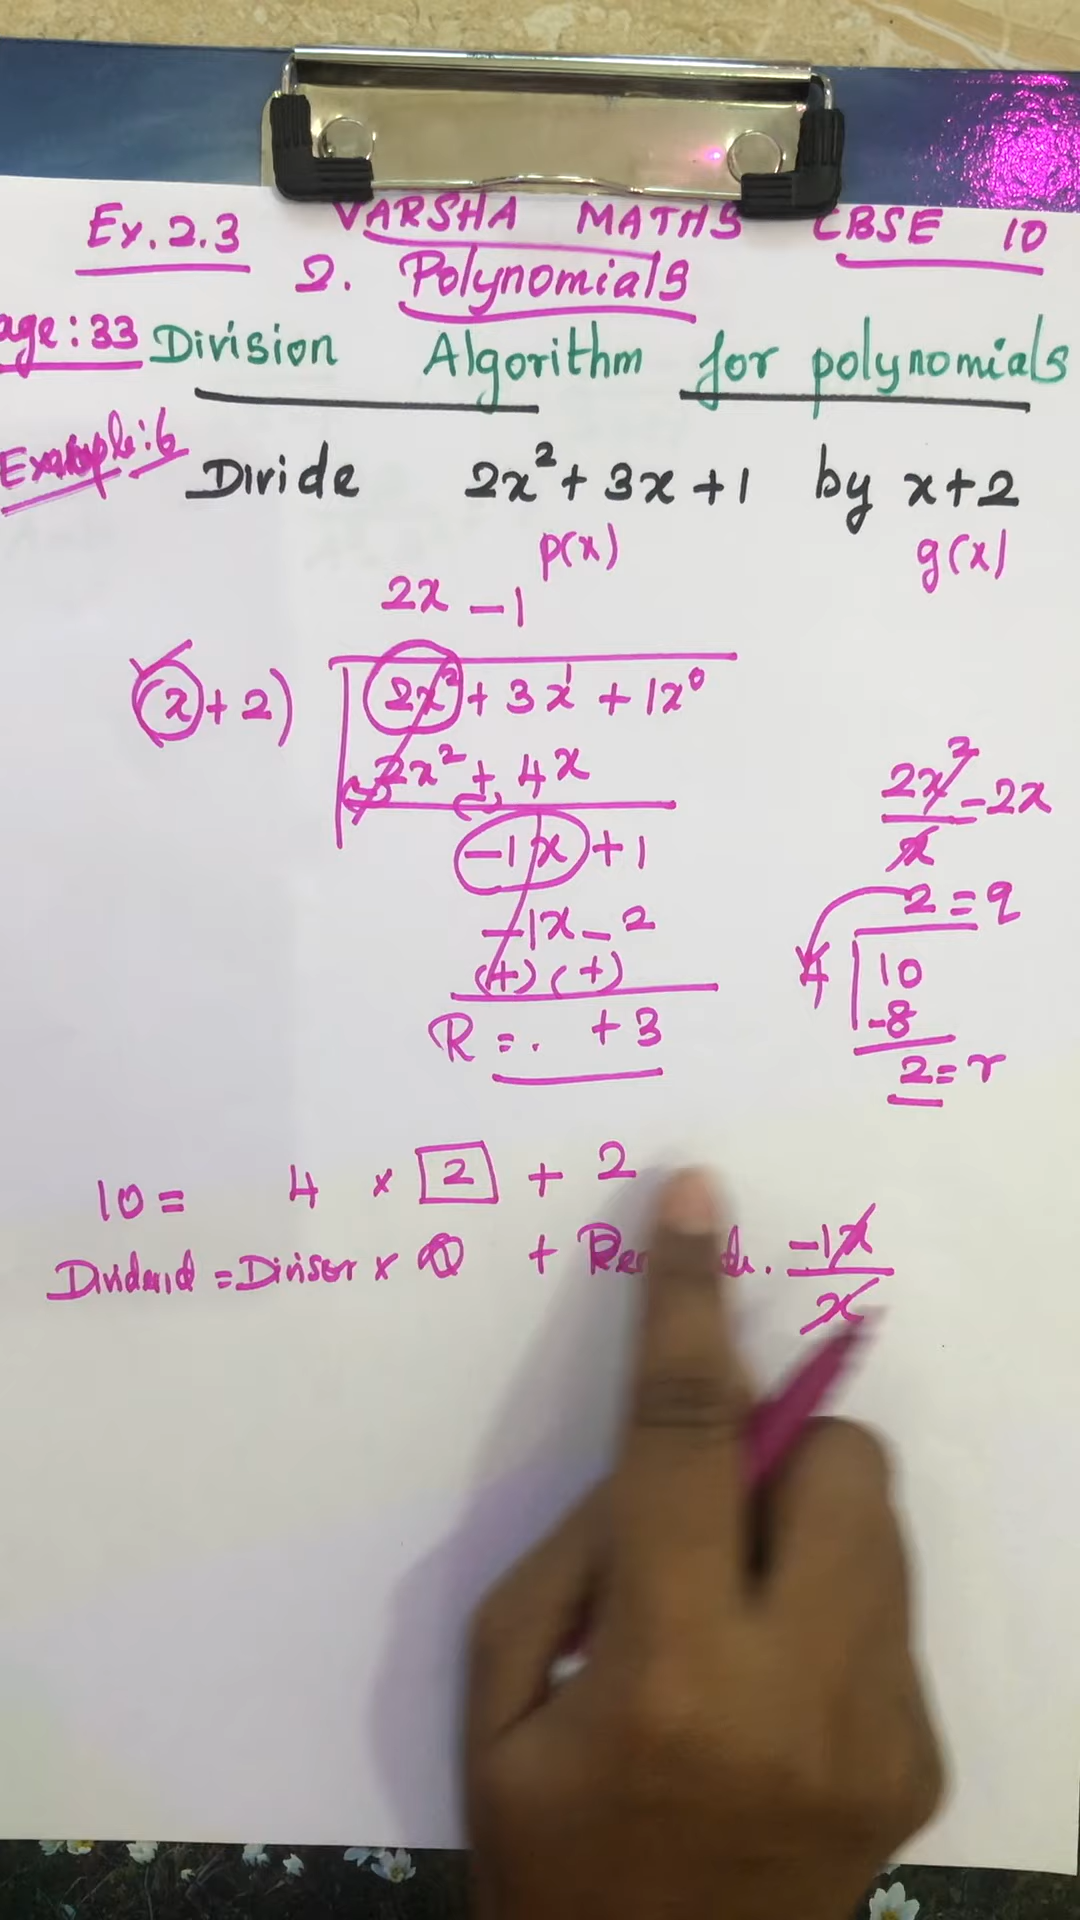 VARSHA MATHS CBSE 10
Ex. 2.3
2. Polynomials
age: 33 Division Algorithm for polynomials
Example: 6
Divide 2x² + 3x + 1 by x + 2
p(x) g(x)
2x - 1
(x + 2) 2x² + 3x¹ + 1x⁰
2x² + 4x
(-) (-)
-1x + 1
-1x - 2
(+) (+)
R = . + 3
2x² - 2x
x
2 = q
4 10
-8
2 = r
10 = 4 × 2 + 2
Dividend = Divisor × Q +
-1x
x